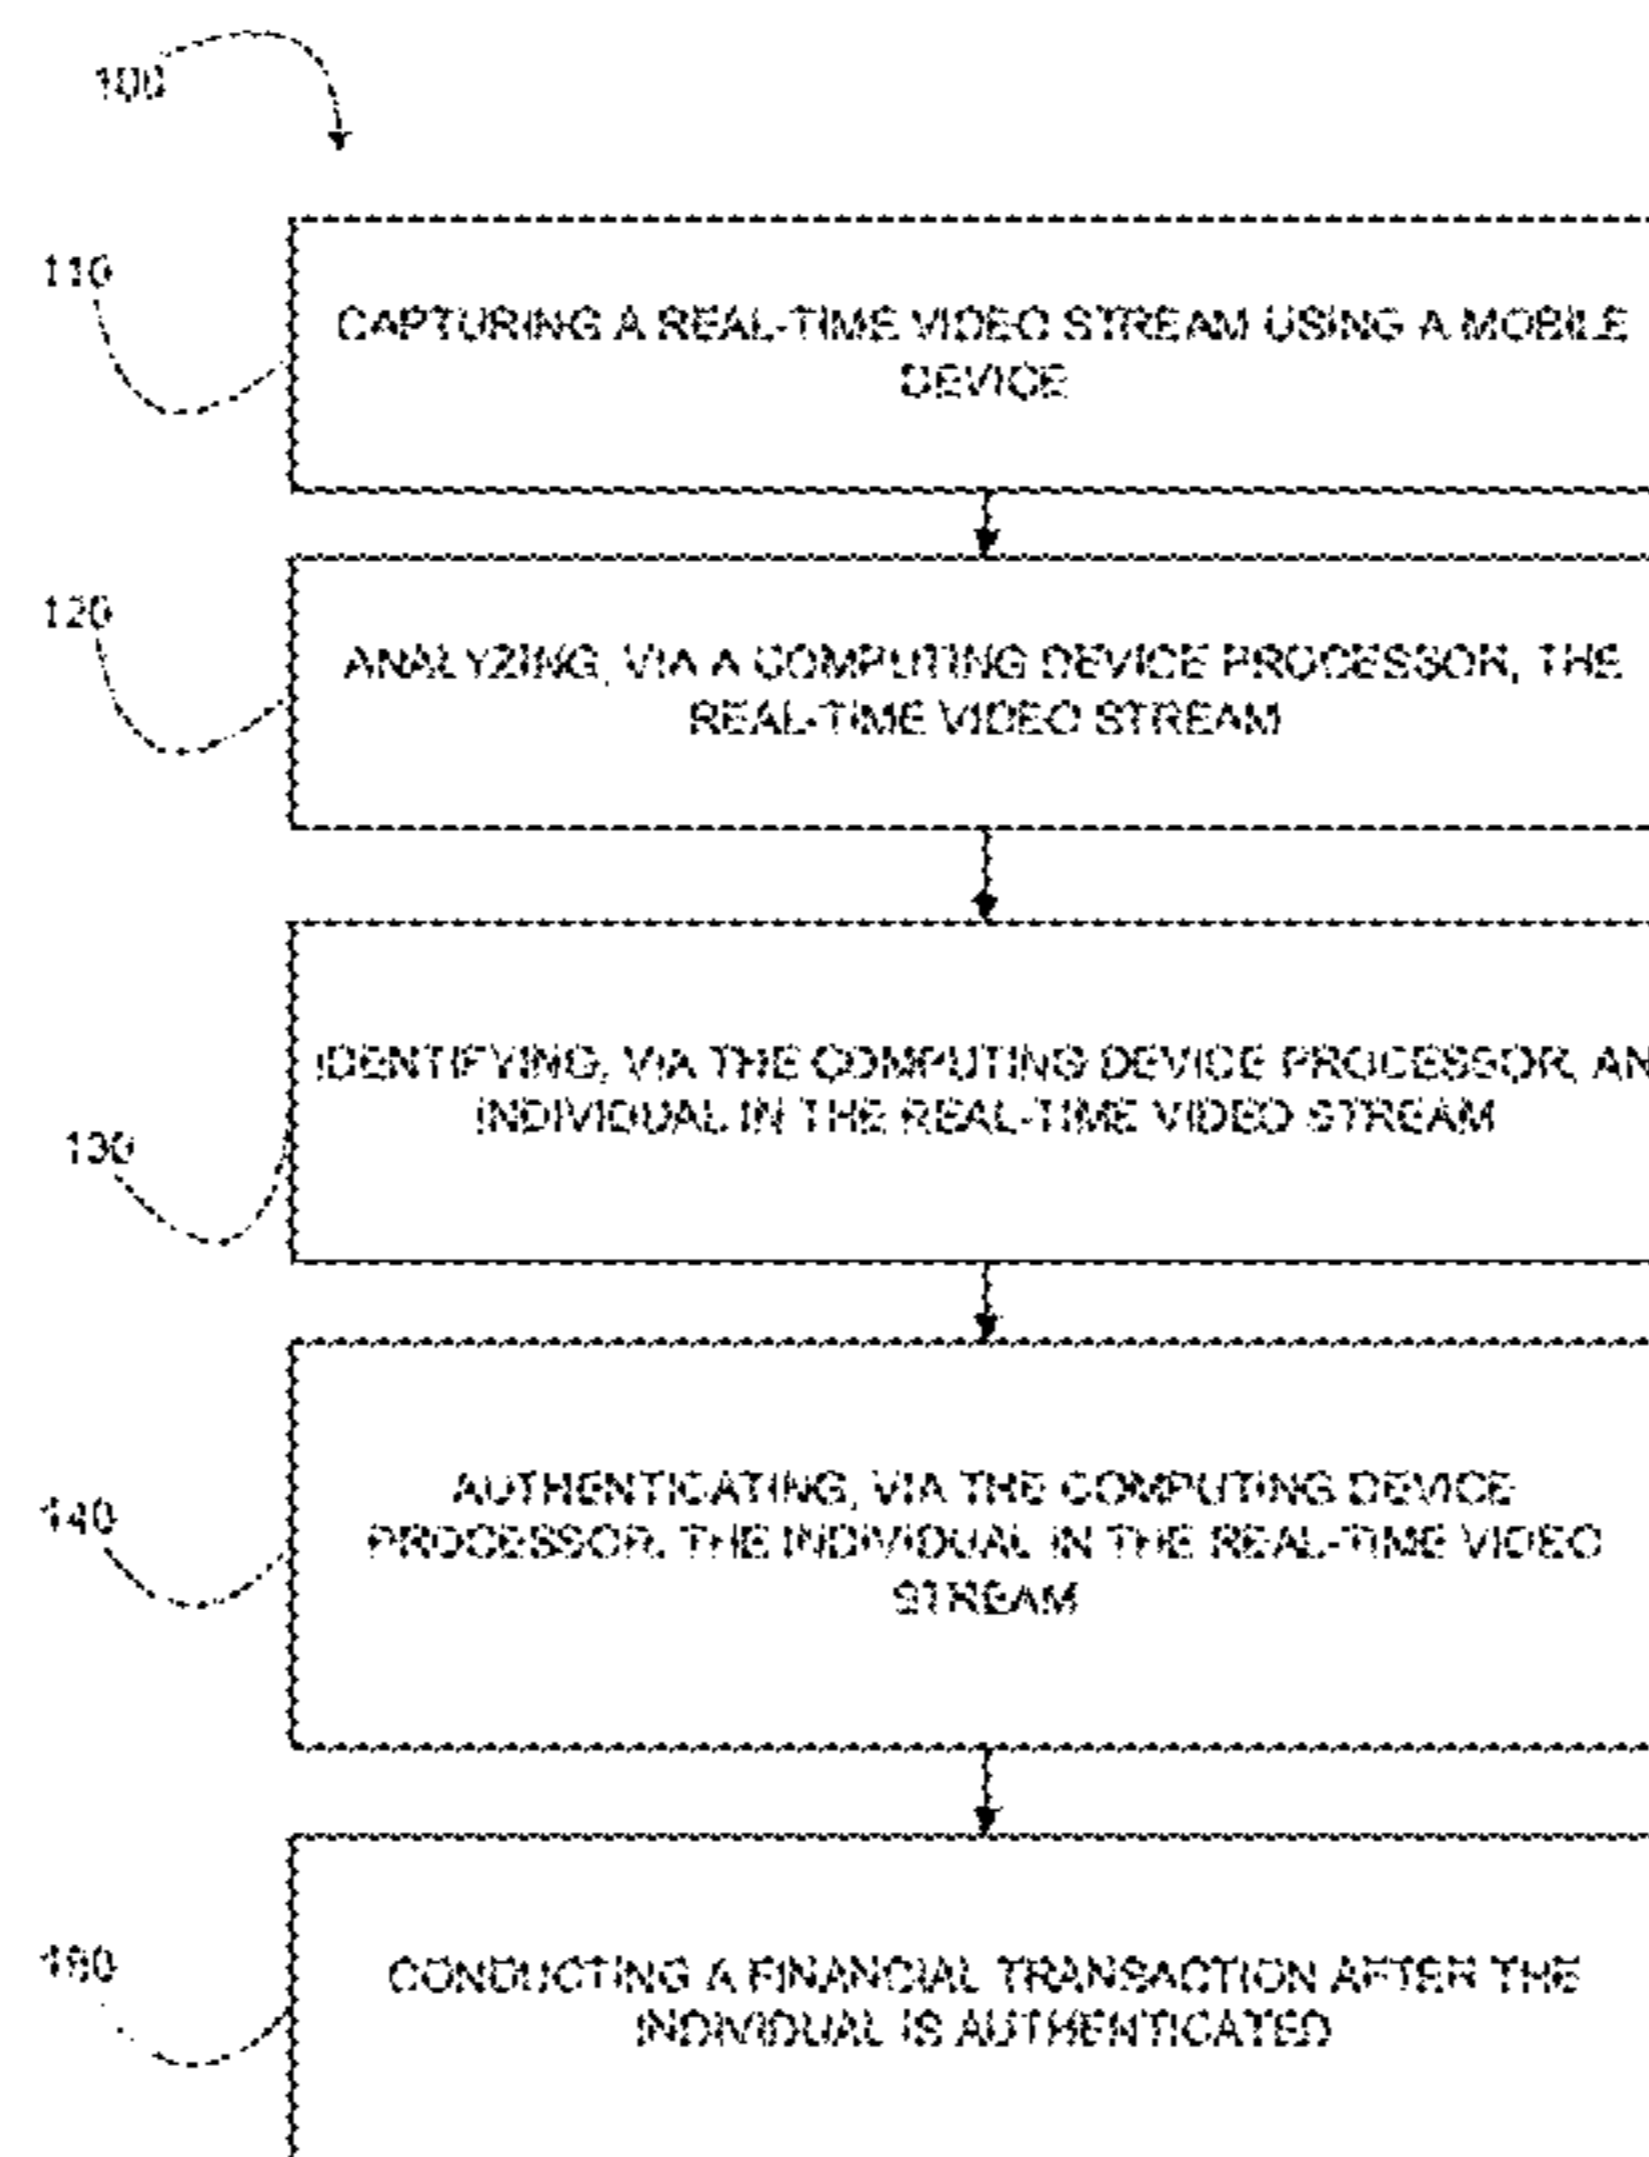 100
110
CAPTURING A REAL-TIME VIDEO STREAM USING A MOBILE
DEVICE
120
ANALYZING, VIA A COMPUTING DEVICE PROCESSOR, THE
REAL-TIME VIDEO STREAM
IDENTIFYING, VIA THE COMPUTING DEVICE PROCESSOR, AN
INDIVIDUAL IN THE REAL-TIME VIDEO STREAM
130
AUTHENTICATING, VIA THE COMPUTING DEVICE
140
PROCESSOR, THE INDIVIDUAL IN THE REAL-TIME VIDEO
STREAM
CONDUCTING A FINANCIAL TRANSACTION AFTER THE
INDIVIDUAL IS AUTHENTICATED